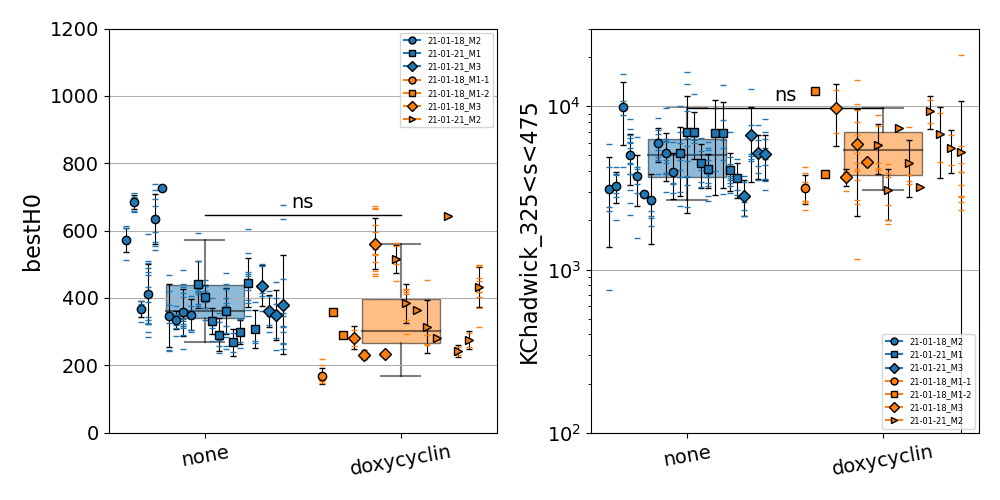 bestH0
1200
1000
800
600
400
200
0
ns
21-01-18_M2
21-01-21_M1
21-01-21_M3
21-01-18_M1-1
21-01-18_M1-2
21-01-18_M3
21-01-21_M2
none
doxycyclin
KChadwick_325<s<475
10^4
10^3
10^2
ns
21-01-18_M2
21-01-21_M1
21-01-21_M3
21-01-18_M1-1
21-01-18_M1-2
21-01-18_M3
21-01-21_M2
none
doxycyclin